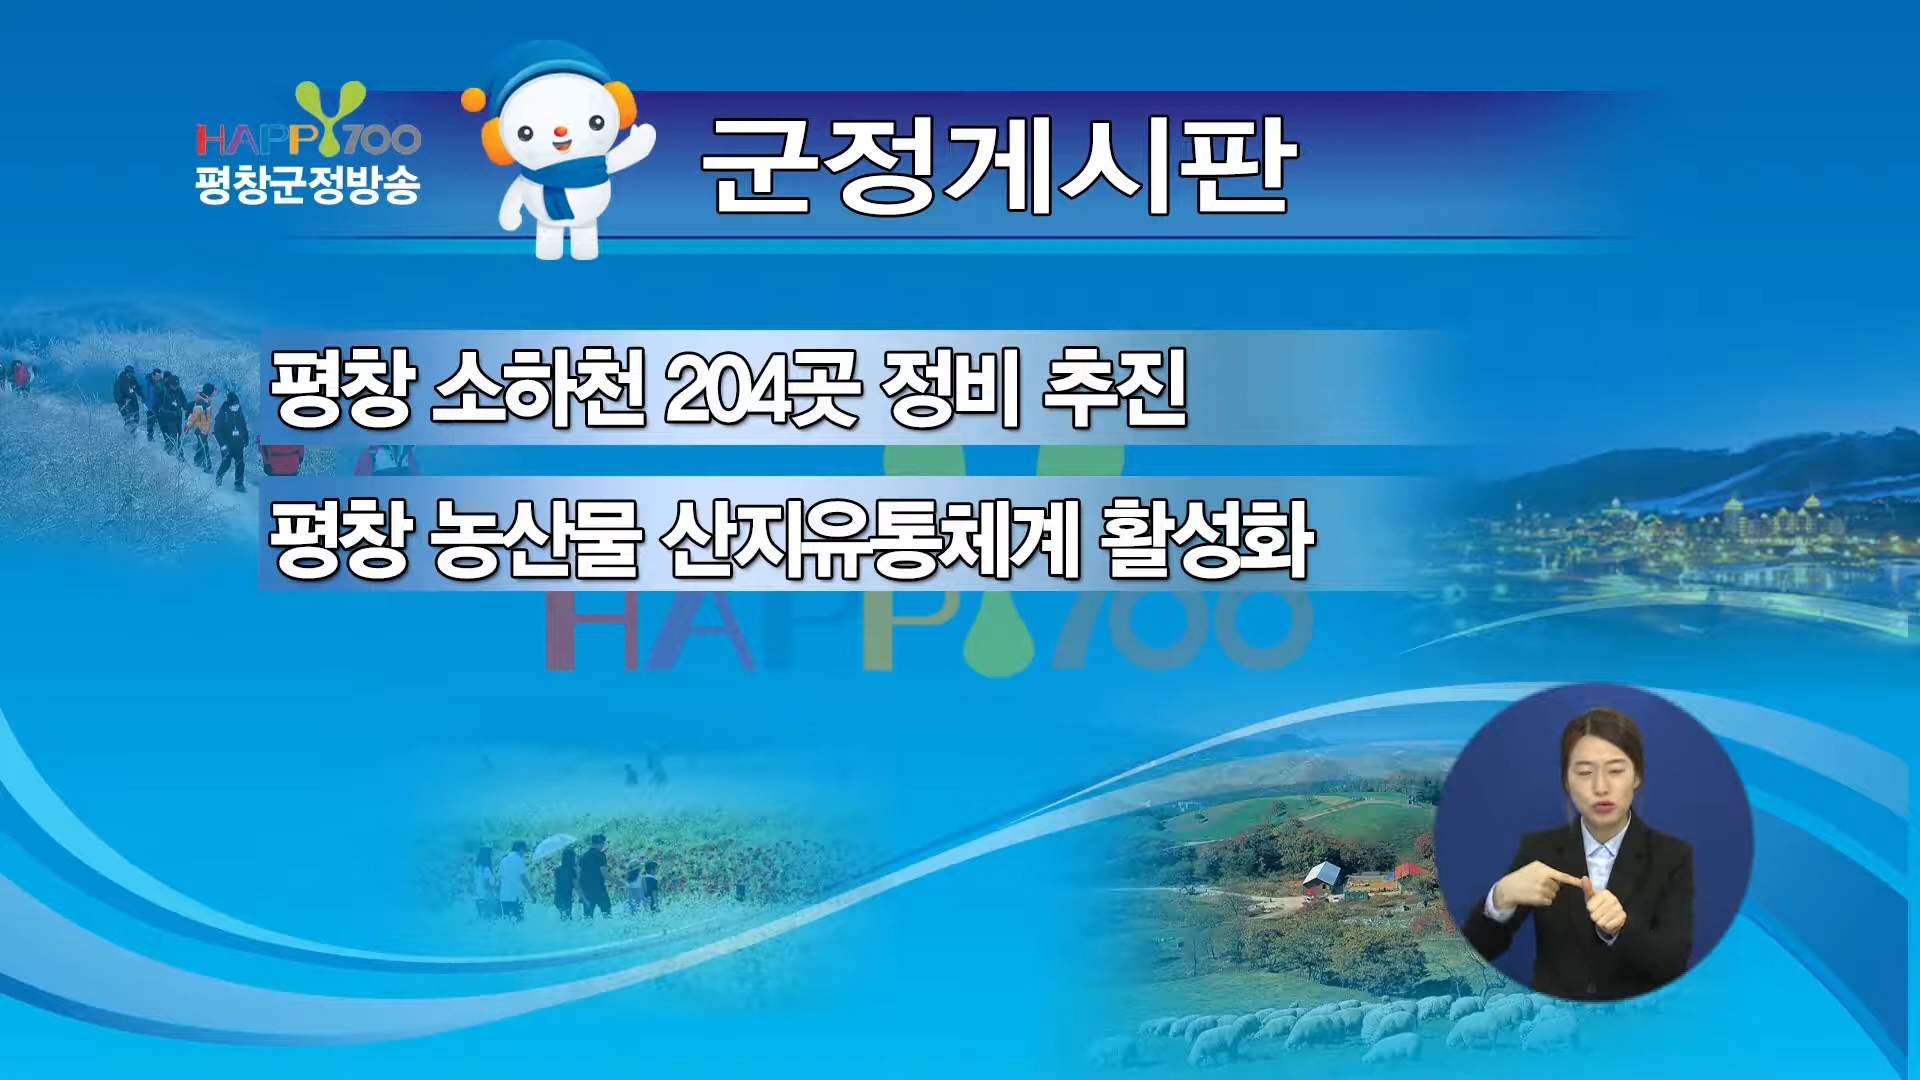 HAPPY700
평창군정방송
군정게시판
평창 소하천 204곳 정비 추진
평창 농산물 산지유통체계 활성화
HAPPY700